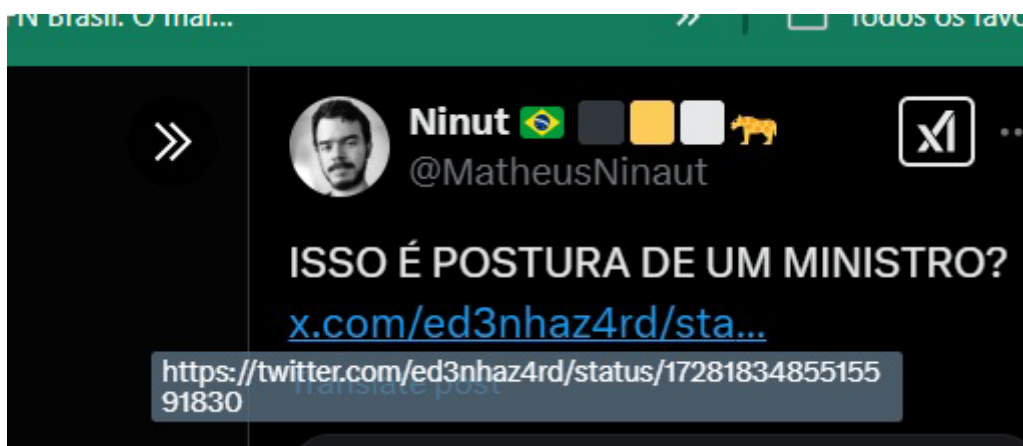 PN Brasil. O mai...
Todos os favo
Ninut
@MatheusNinaut
ISSO É POSTURA DE UM MINISTRO?
x.com/ed3nhaz4rd/sta...
https://twitter.com/ed3nhaz4rd/status/17281834855155
91830
Translate post